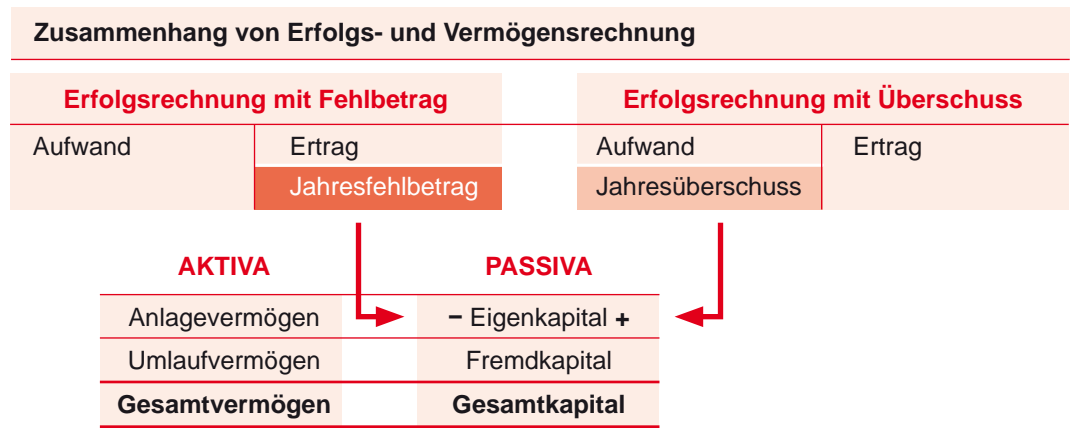 Zusammenhang von Erfolgs- und Vermögensrechnung
Erfolgsrechnung mit Fehlbetrag
Erfolgsrechnung mit Überschuss
Aufwand Ertrag
Jahresfehlbetrag
Aufwand Ertrag
Jahresüberschuss
AKTIVA PASSIVA
Anlagevermögen – Eigenkapital +
Umlaufvermögen Fremdkapital
Gesamtvermögen Gesamtkapital